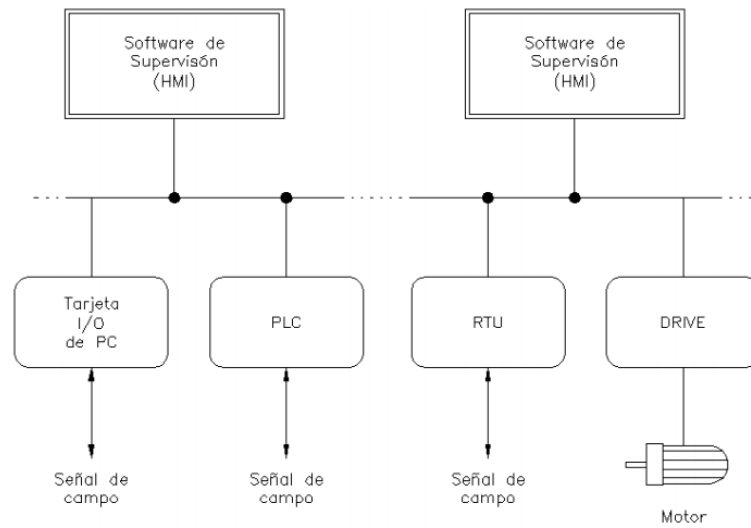 Software de
Supervisón
(HMI)
Software de
Supervisón
(HMI)
Tarjeta
I/O
de PC
PLC
RTU
DRIVE
Señal de
campo
Señal de
campo
Señal de
campo
Motor